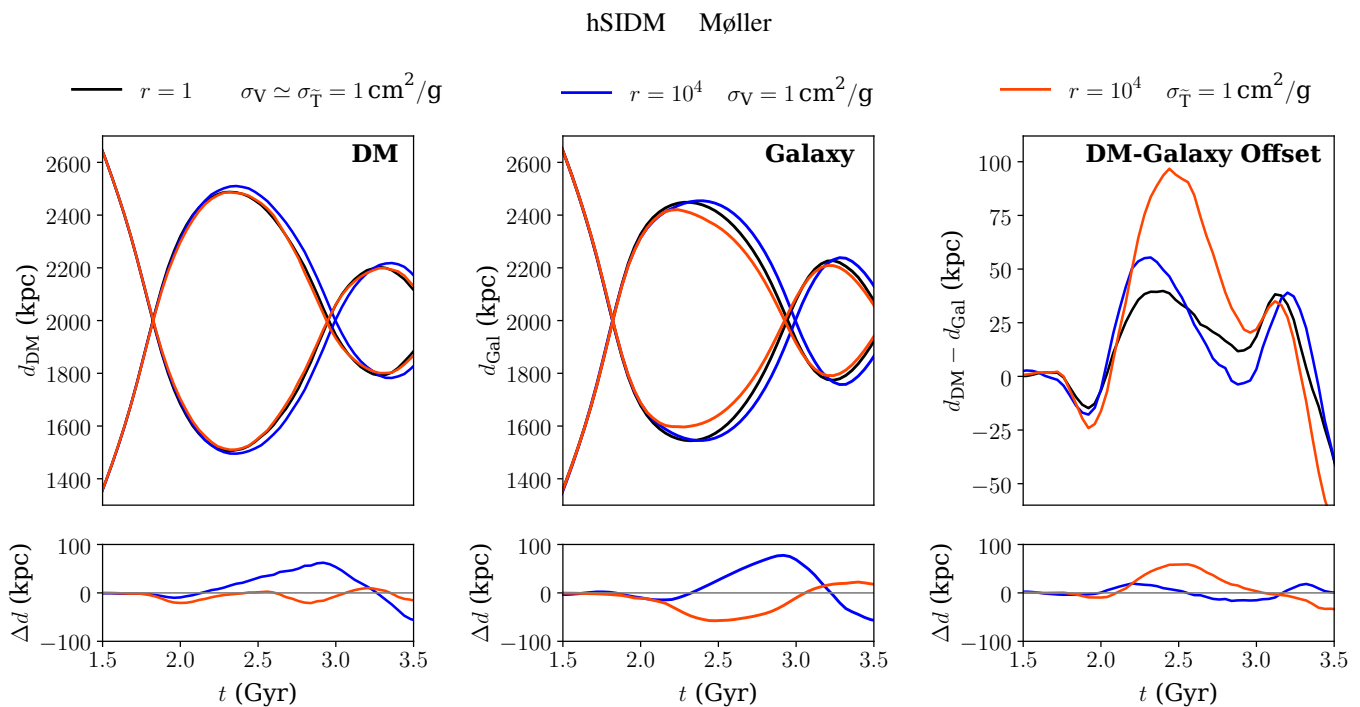 hSIDM Møller
r = 1 σ_V ≃ σ_T̃ = 1 cm²/g
r = 10⁴ σ_V = 1 cm²/g
r = 10⁴ σ_T̃ = 1 cm²/g
DM
2600
2400
2200
2000
1800
1600
1400
d_DM (kpc)
Galaxy
2600
2400
2200
2000
1800
1600
1400
d_Gal (kpc)
DM-Galaxy Offset
100
75
50
25
0
−25
−50
d_DM − d_Gal (kpc)
100
0
−100
Δd (kpc)
1.5 2.0 2.5 3.0 3.5
t (Gyr)
100
0
−100
Δd (kpc)
1.5 2.0 2.5 3.0 3.5
t (Gyr)
100
0
−100
Δd (kpc)
1.5 2.0 2.5 3.0 3.5
t (Gyr)